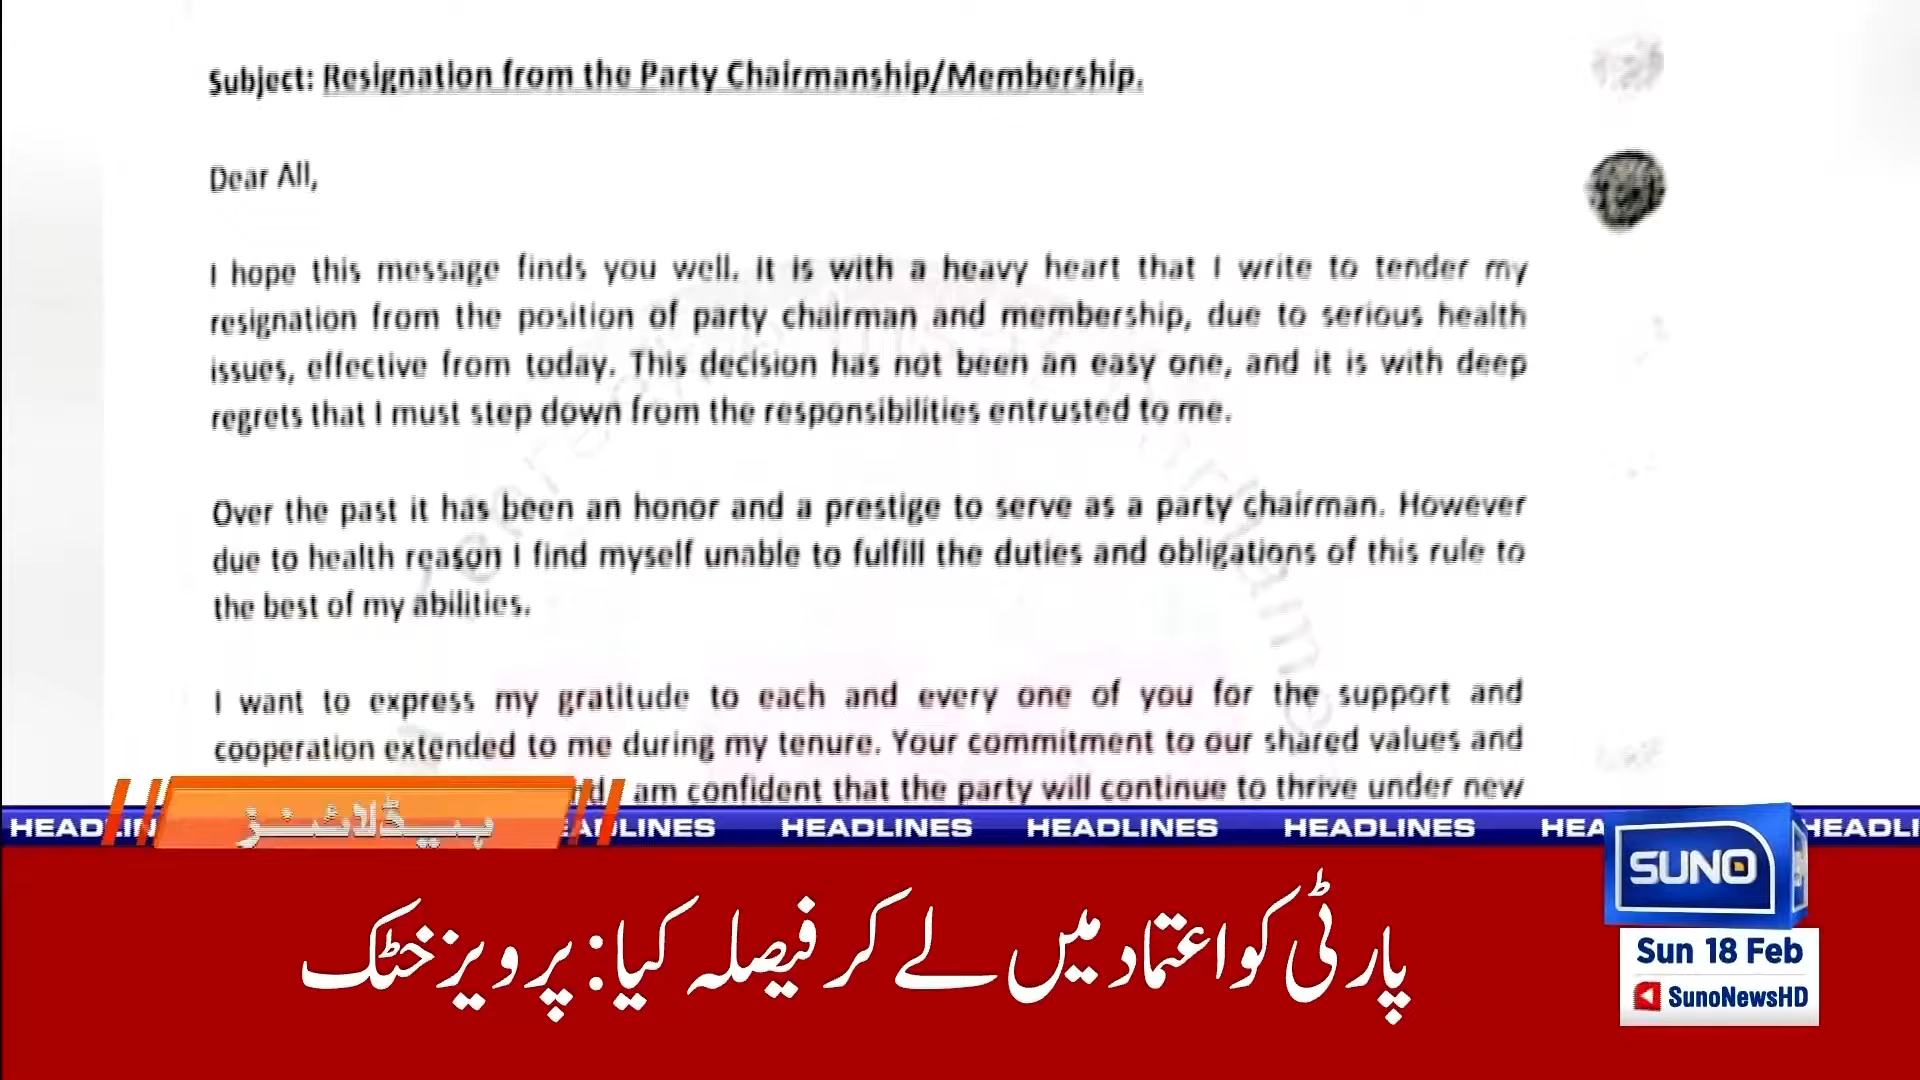 Subject: Resignation from the Party Chairmanship/Membership.
Dear All,
I hope this message finds you well. It is with a heavy heart that I write to tender my
resignation from the position of party chairman and membership, due to serious health
issues, effective from today. This decision has not been an easy one, and it is with deep
regrets that I must step down from the responsibilities entrusted to me.
Over the past it has been an honor and a prestige to serve as a party chairman. However
due to health reason I find myself unable to fulfill the duties and obligations of this rule to
the best of my abilities.
I want to express my gratitude to each and every one of you for the support and
cooperation extended to me during my tenure. Your commitment to our shared values and
am confident that the party will continue to thrive under new
ہیڈلائنز
HEADLINES HEADLINES HEADLINES HEADLINES
SUNO
پارٹی کو اعتماد میں لے کر فیصلہ کیا: پرویز خٹک
Sun 18 Feb
SunoNewsHD